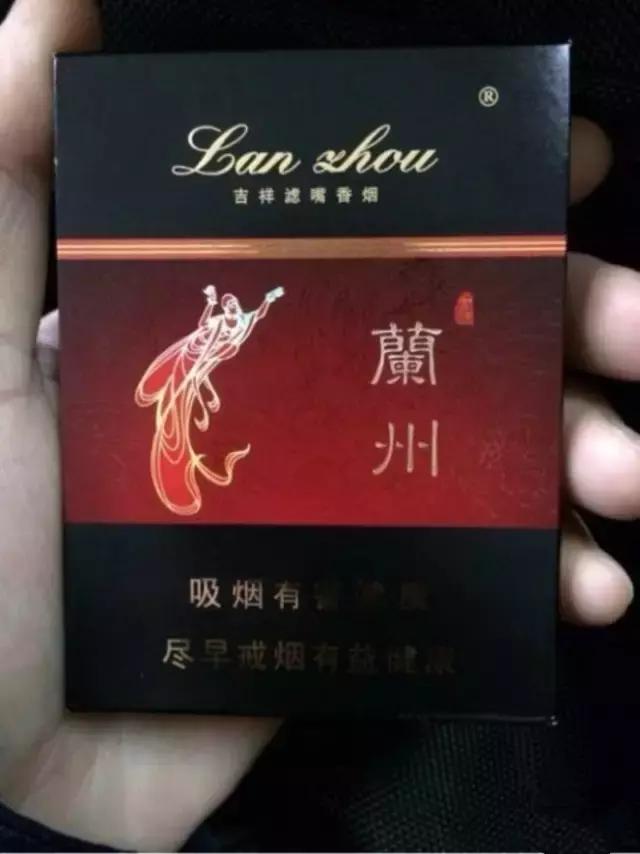 ®
Lan zhou
吉祥滤嘴香烟
蘭
州
吸烟有害健康
尽早戒烟有益健康